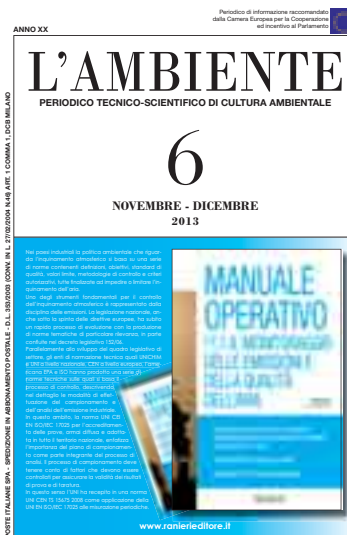 Periodico di informazione raccomandato
dalla Camera Europea per la Cooperazione
ed incentivo al Parlamento
ANNO XX
L'AMBIENTE
PERIODICO TECNICO-SCIENTIFICO DI CULTURA AMBIENTALE
6
NOVEMBRE - DICEMBRE
2013
POSTE ITALIANE SPA - SPEDIZIONE IN ABBONAMENTO POSTALE - D.L. 353/2003 (CONV. IN L. 27/02/2004 N.46) ART. 1 COMMA 1, DCB MILANO
Nei paesi industriali la politica ambientale che riguar-
da l'inquinamento atmosferico si basa su una serie
di norme contenenti definizioni, obiettivi, standard di
qualità, valori limite, metodologie di controllo e criteri
autorizzativi, tutte finalizzate ad impedire o limitare l'in-
quinamento dell'aria.
Uno degli strumenti fondamentali per il controllo
dell'inquinamento atmosferico è rappresentato dalla
disciplina delle emissioni. La legislazione nazionale, an-
che sotto la spinta delle direttive europee, ha subito
un rapido processo di evoluzione con la produzione
di norme tematiche di particolare rilevanza, in parte
confluite nel decreto legislativo 152/06.
Parallelamente allo sviluppo del quadro legislativo di
settore, gli enti di normazione tecnica quali UNICHIM
e UNI a livello nazionale, CEN a livello europeo, l'ame-
ricana EPA e ISO hanno prodotto una serie di
norme tecniche sulle quali si basa il
processo di controllo, descrivendo
nel dettaglio le modalità di effet-
tuazione del campionamento e
dell'analisi dell'emissione industriale.
In questo ambito, la norma UNI CEI
EN ISO/IEC 17025 per l'accreditamen-
to delle prove, ormai diffusa e adotta-
ta in tutto il territorio nazionale, enfatizza
l'importanza del piano di campionamen-
to come parte integrante del processo di
analisi. Il processo di campionamento deve
tenere conto di fattori che devono essere
controllati per assicurare la validità dei risultati
di prova e di taratura.
In questo senso l'UNI ha recepito in una norma
UNI CEN TS 15675 2008 come applicazione della
UNI EN ISO/IEC 17025 alle misurazione periodiche.
MANUALE
OPERATIVO
www.ranierieditore.it